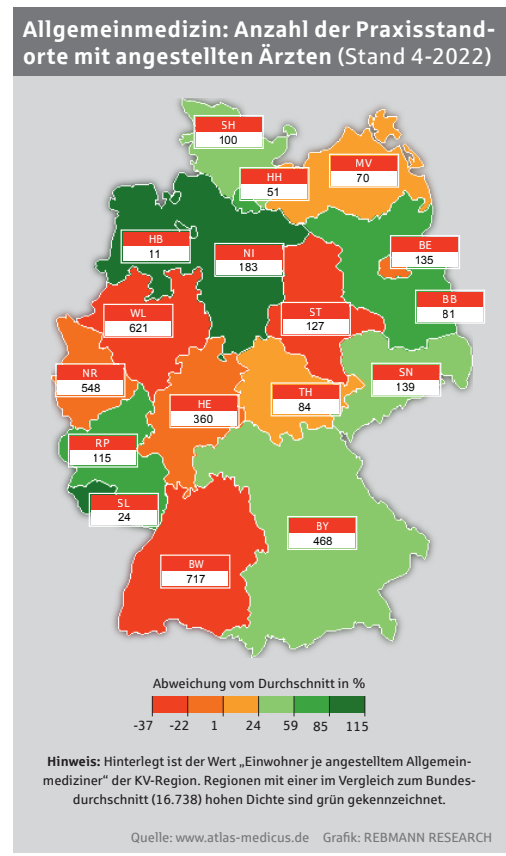 Allgemeinmedizin: Anzahl der Praxisstand-
orte mit angestellten Ärzten (Stand 4-2022)
SH
100
MV
70
HH
51
HB
11
NI
183
BE
135
BB
81
WL
621
ST
127
SN
139
NR
548
HE
360
TH
84
RP
115
SL
24
BY
468
BW
717
Abweichung vom Durchschnitt in %
-37 -22 1 24 59 85 115
Hinweis: Hinterlegt ist der Wert „Einwohner je angestelltem Allgemein-
mediziner“ der KV-Region. Regionen mit einer im Vergleich zum Bundes-
durchschnitt (16.738) hohen Dichte sind grün gekennzeichnet.
Quelle: www.atlas-medicus.de Grafik: REBMANN RESEARCH